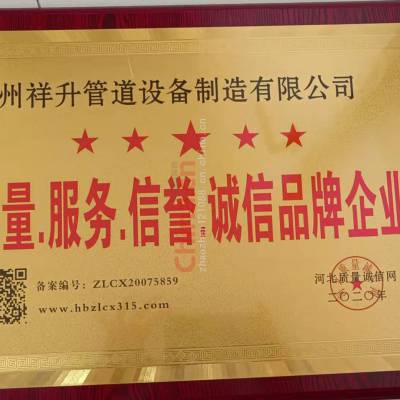 州祥升管道设备制造有限公司
量.服务.信誉.诚信品牌企业
备案编号：ZLCX20075859
www.hbzlcx315.com
河北质量诚信网
二〇二〇年